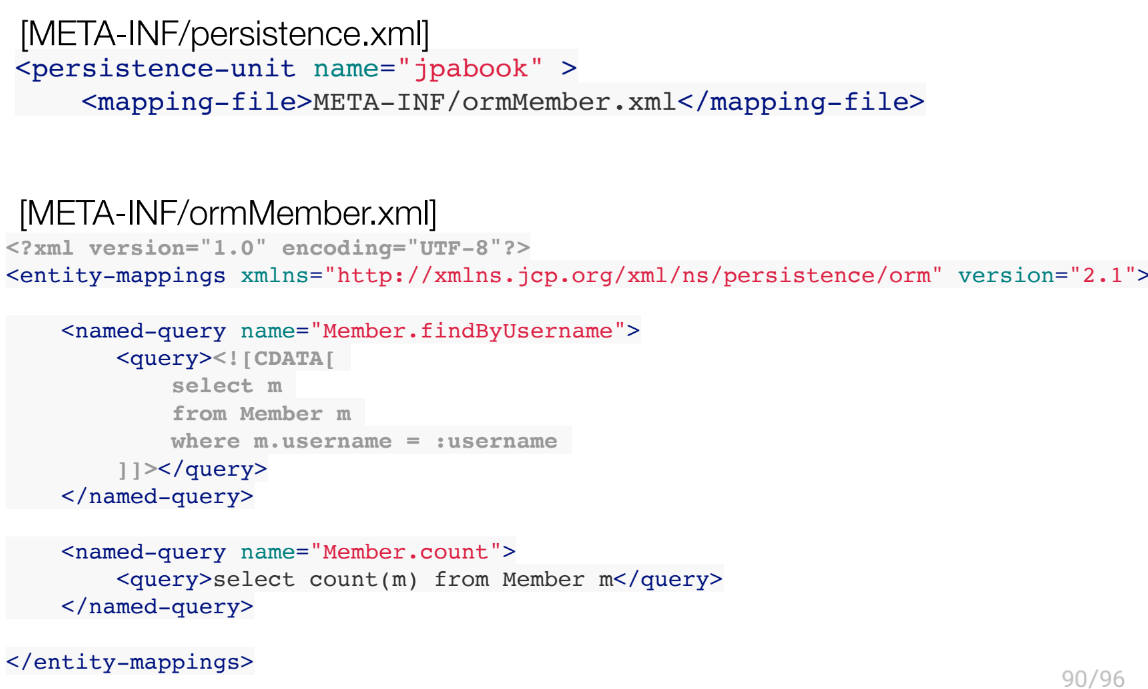 [META-INF/persistence.xml]
<persistence-unit name="jpabook" >
<mapping-file>META-INF/ormMember.xml</mapping-file>
[META-INF/ormMember.xml]
<?xml version="1.0" encoding="UTF-8"?>
<entity-mappings xmlns="http://xmlns.jcp.org/xml/ns/persistence/orm" version="2.1">
<named-query name="Member.findByUsername">
<query><![CDATA[
select m
from Member m
where m.username = :username
]]></query>
</named-query>
<named-query name="Member.count">
<query>select count(m) from Member m</query>
</named-query>
</entity-mappings>
90/96